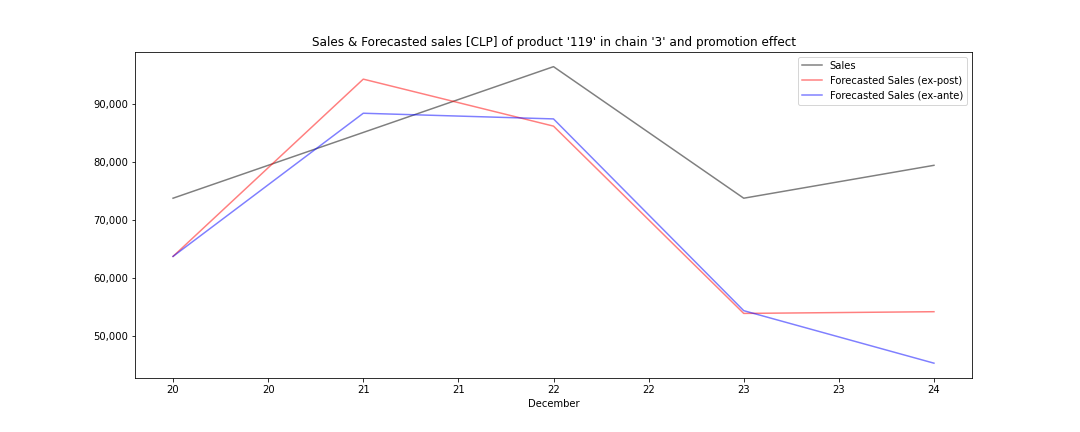 Sales & Forecasted sales [CLP] of product '119' in chain '3' and promotion effect
Sales
Forecasted Sales (ex-post)
Forecasted Sales (ex-ante)
90,000
80,000
70,000
60,000
50,000
20 20 21 21 22 22 23 23 24
December